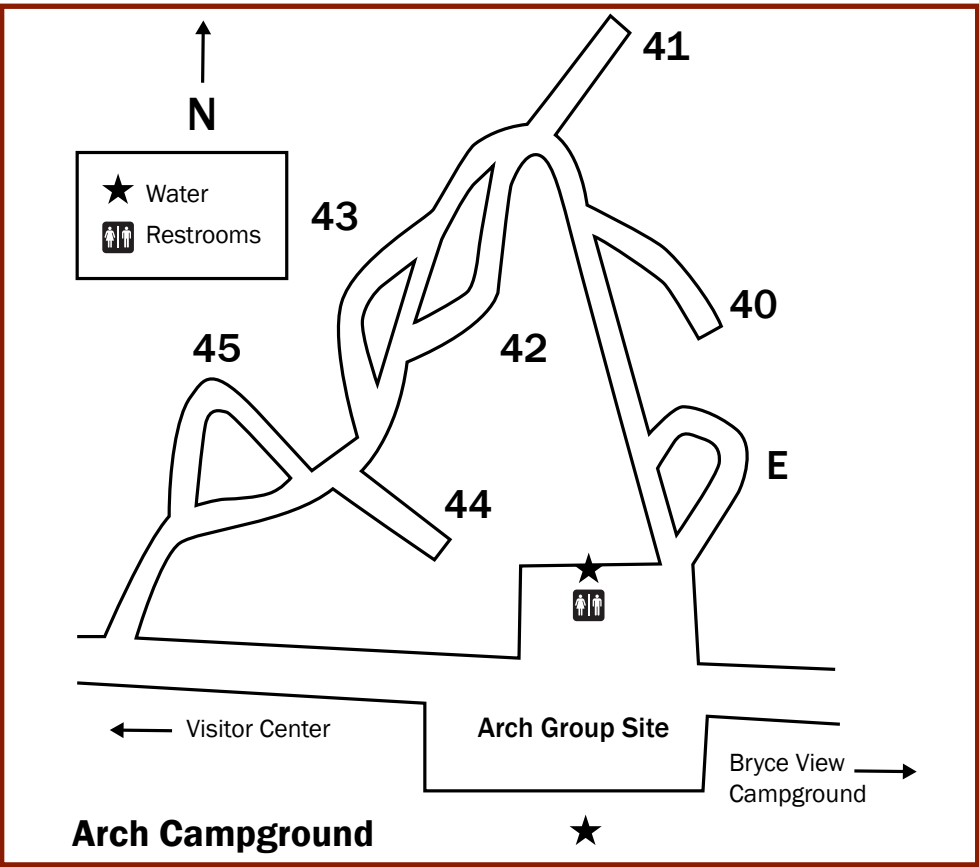 41
N
Water
Restrooms
43
40
42
45
E
44
Visitor Center
Arch Group Site
Bryce View
Campground
Arch Campground